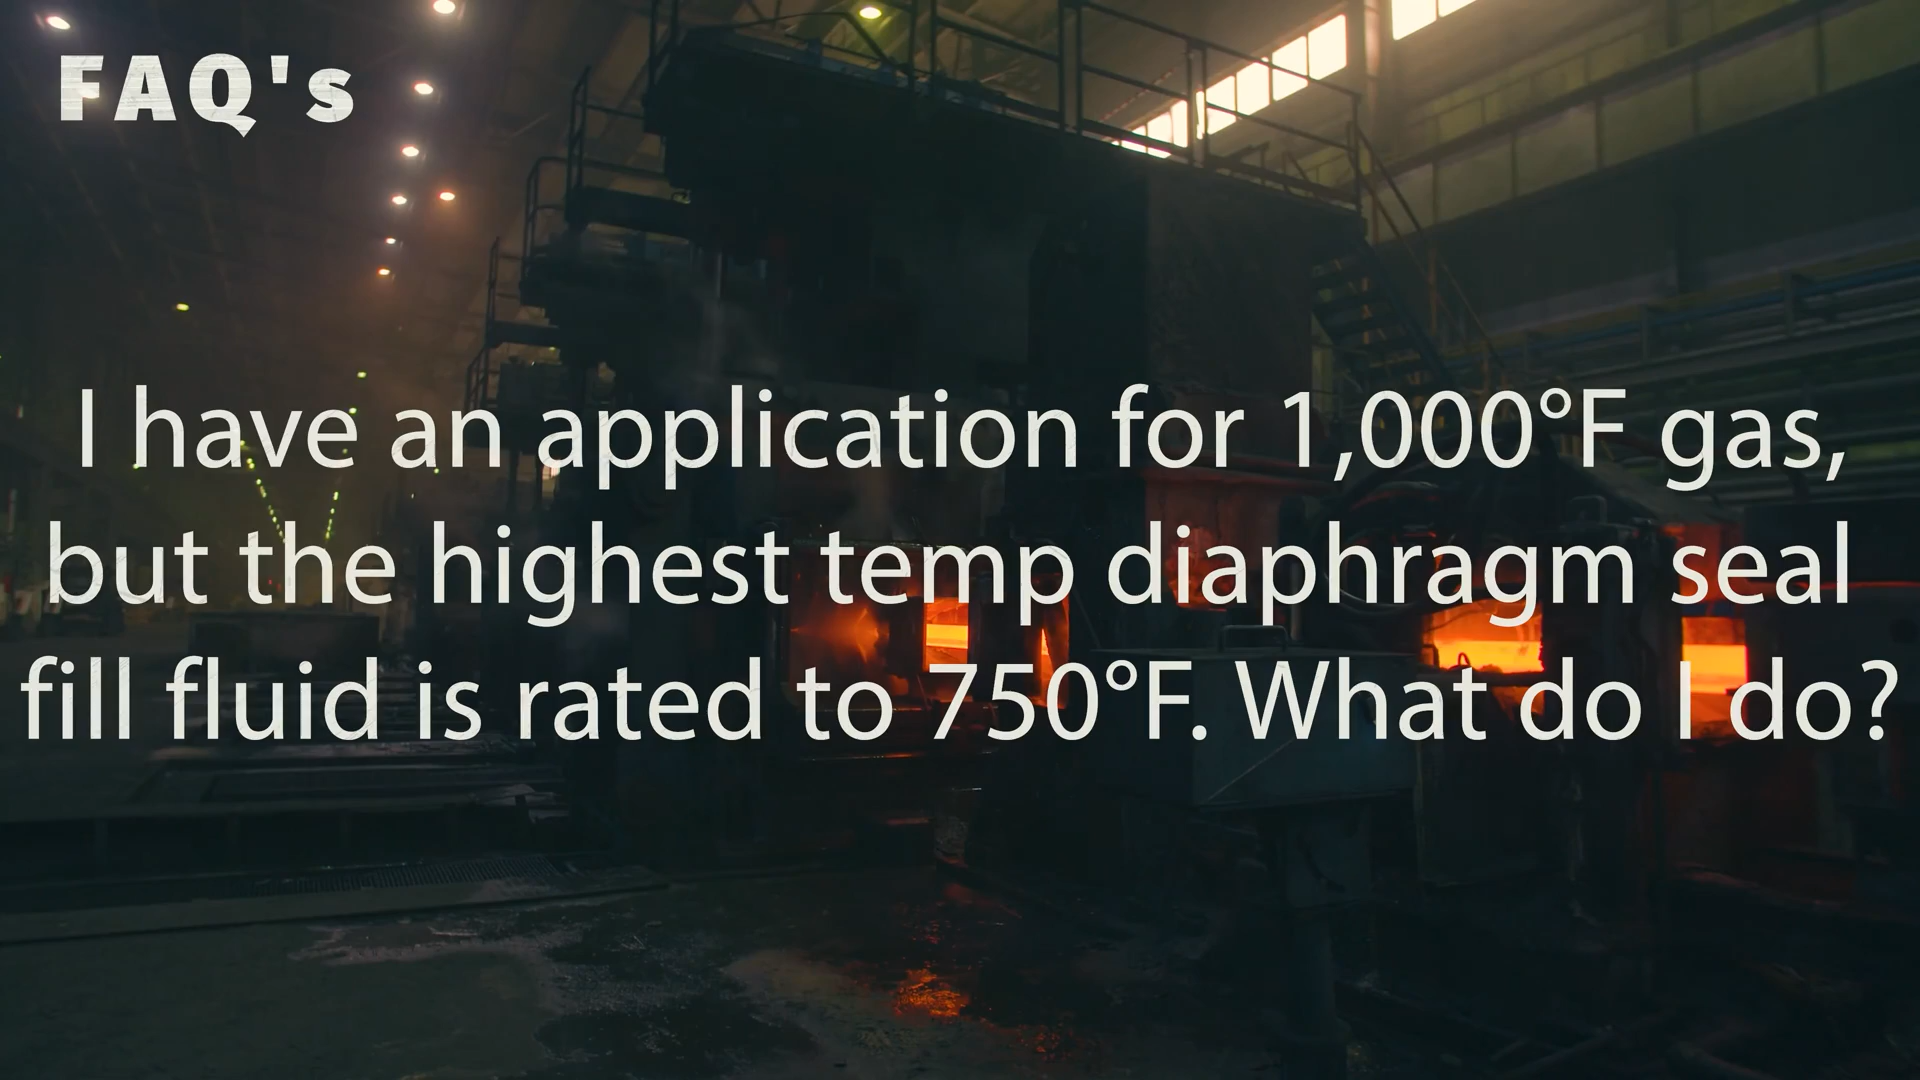 FAQ's
I have an application for 1,000°F gas,
but the highest temp diaphragm seal
fill fluid is rated to 750°F. What do I do?